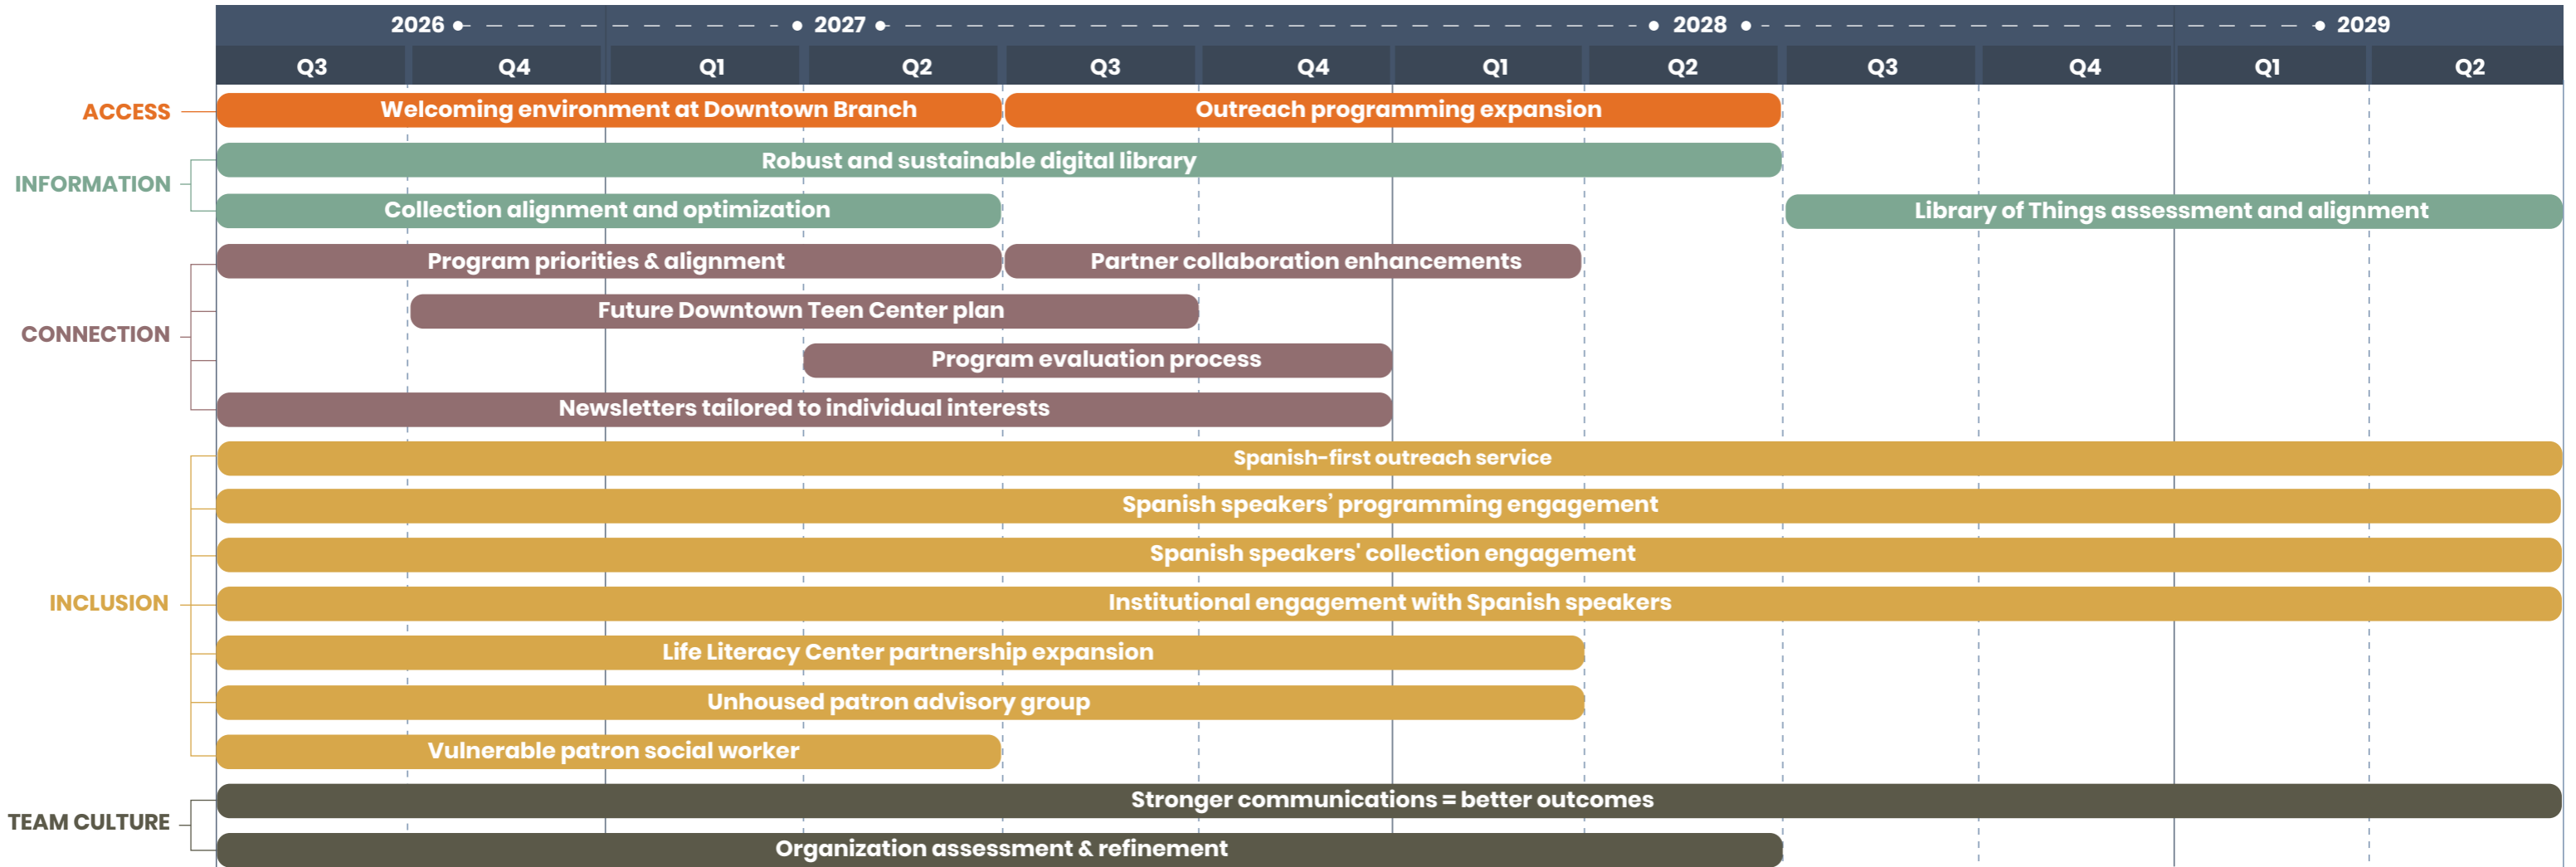 2026 2027 2028 2029
Q3 Q4 Q1 Q2 Q3 Q4 Q1 Q2 Q3 Q4 Q1 Q2
ACCESS
Welcoming environment at Downtown Branch
Outreach programming expansion
INFORMATION
Robust and sustainable digital library
Collection alignment and optimization
Library of Things assessment and alignment
CONNECTION
Program priorities & alignment
Partner collaboration enhancements
Future Downtown Teen Center plan
Program evaluation process
Newsletters tailored to individual interests
INCLUSION
Spanish-first outreach service
Spanish speakers’ programming engagement
Spanish speakers’ collection engagement
Institutional engagement with Spanish speakers
Life Literacy Center partnership expansion
Unhoused patron advisory group
Vulnerable patron social worker
TEAM CULTURE
Stronger communications = better outcomes
Organization assessment & refinement